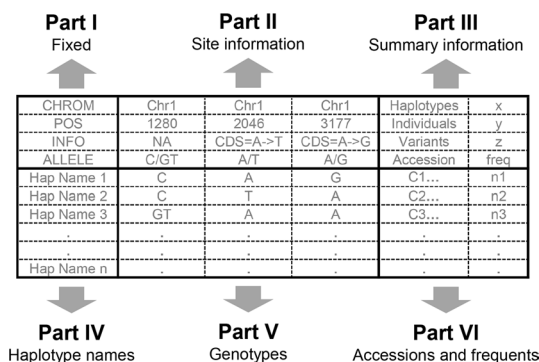 Part I Part II Part III
Fixed Site information Summary information
CHROM Chr1 Chr1 Chr1 Haplotypes x
POS 1280 2046 3177 Individuals y
INFO NA CDS=A->T CDS=A->G Variants z
ALLELE C/GT A/T A/G Accession freq
Hap Name 1 C A G C1... n1
Hap Name 2 C T A C2... n2
Hap Name 3 GT A A C3... n3
. . . . . .
. . . . . .
Hap Name n . . . . .
Part IV Part V Part VI
Haplotype names Genotypes Accessions and frequents